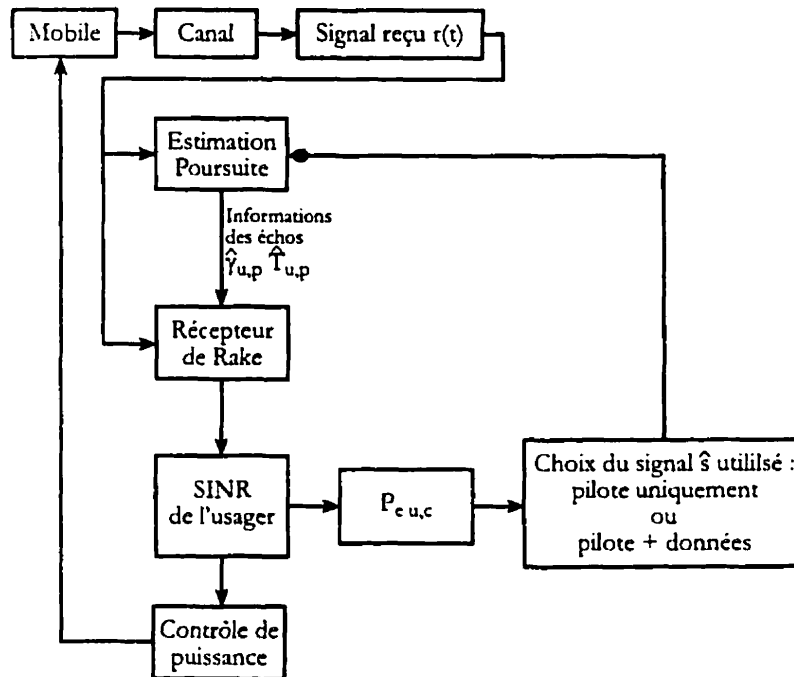 Mobile
Canal
Signal reçu r(t)
Estimation
Poursuite
Informations
des échos
γ̂u,p T̂u,p
Récepteur
de Rake
SINR
de l'usager
Pe u,c
Choix du signal ŝ utililsé :
pilote uniquement
ou
pilote + données
Contrôle de
puissance